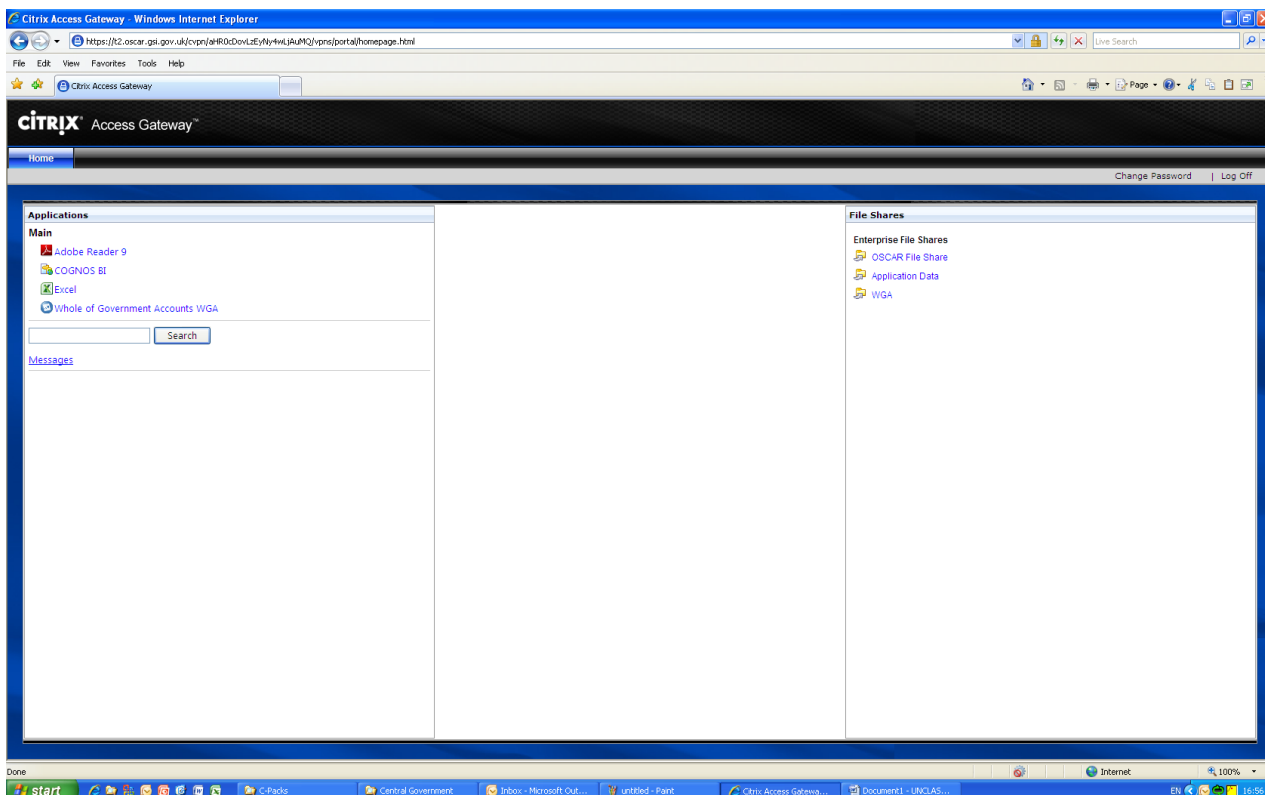 Citrix Access Gateway - Windows Internet Explorer
https://t2.oscar.gsi.gov.uk/cvpn/aHR0cDovLzEyNy4wLjAuMQ/vpns/portal/homepage.html
Live Search
File Edit View Favorites Tools Help
Citrix Access Gateway
Page
CİTRIX Access Gateway™
Home
Change Password | Log Off
Applications
Main
Adobe Reader 9
COGNOS BI
Excel
Whole of Government Accounts WGA
Search
Messages
File Shares
Enterprise File Shares
OSCAR File Share
Application Data
WGA
Done
Internet
100%
start
C-Packs
Central Government
Inbox - Microsoft Out...
untitled - Paint
Citrix Access Gatewa...
Document1 - UNCLAS...
EN
16:56